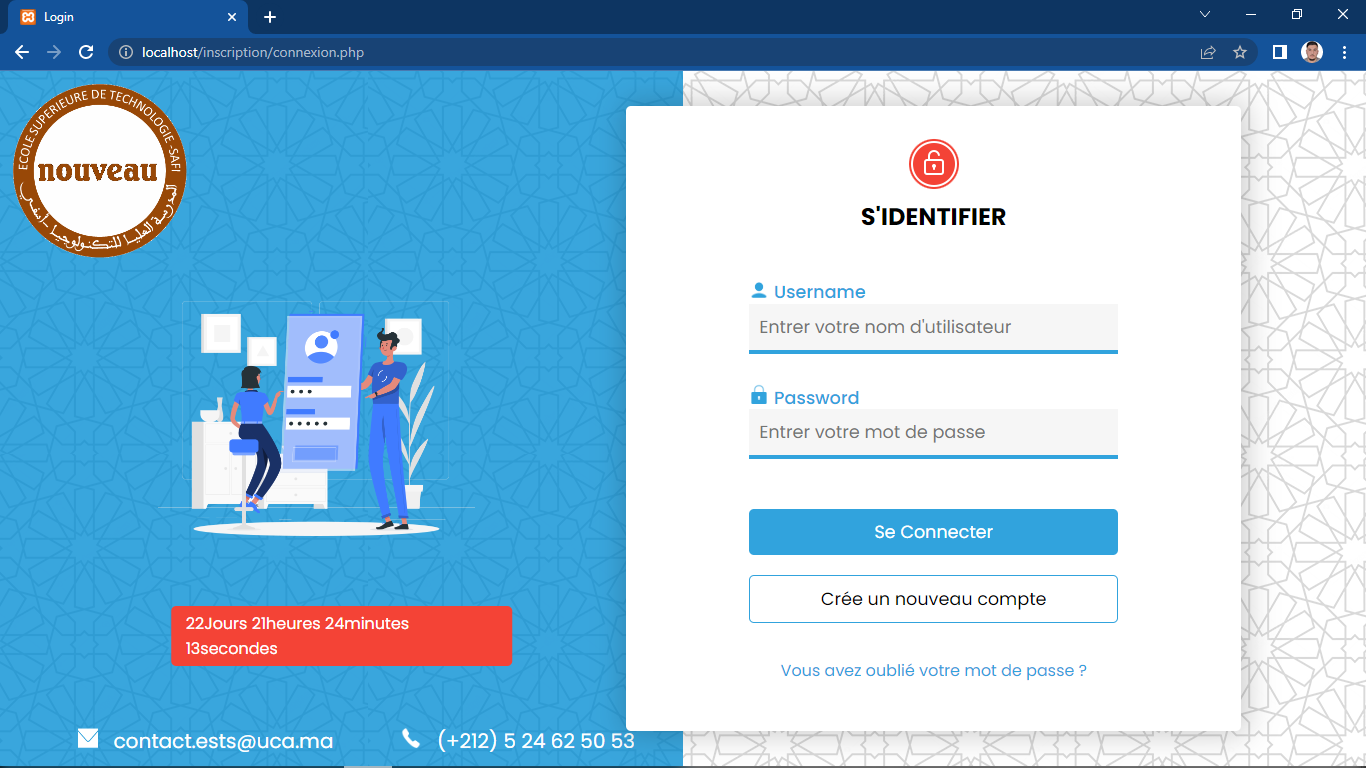 Login
localhost/inscription/connexion.php
ECOLE SUPERIEURE DE TECHNOLOGIE -SAFI
nouveau
المدرسة العليا للتكنولوجيا - آسفي
S'IDENTIFIER
Username
Entrer votre nom d'utilisateur
Password
Entrer votre mot de passe
Se Connecter
Crée un nouveau compte
Vous avez oublié votre mot de passe ?
22Jours 21heures 24minutes
13secondes
contact.ests@uca.ma
(+212) 5 24 62 50 53